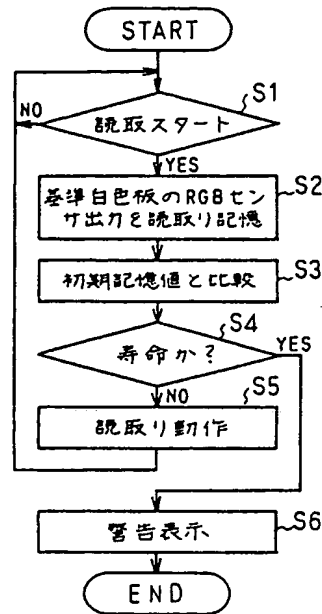 START
S1
NO
読取スタート
YES
S2
基準白色板のRGBセン
サ出力を読取り記憶
S3
初期記憶値と比較
S4
YES
寿命か?
NO
S5
読取り動作
S6
警告表示
END